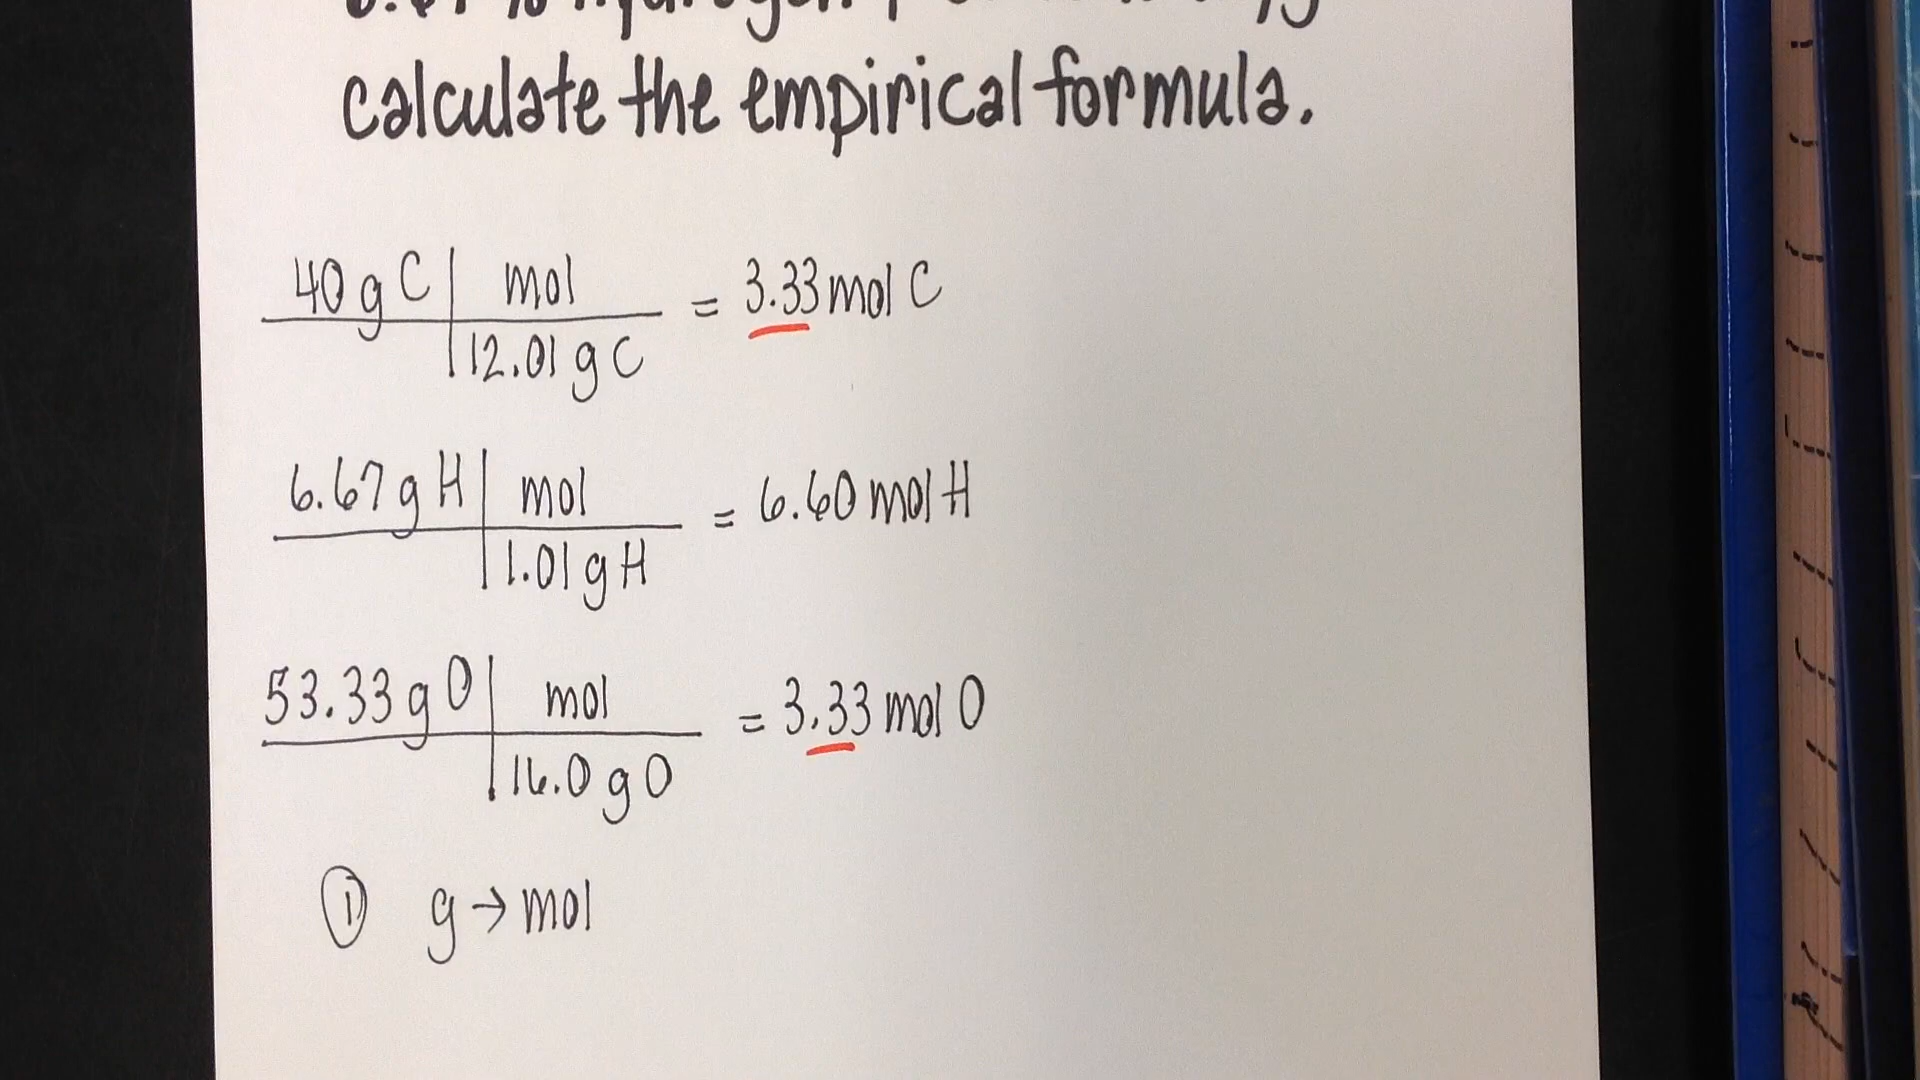 calculate the empirical formula.
40 g C | mol = 3.33 mol C
12.01 g C
6.67 g H | mol = 6.60 mol H
1.01 g H
53.33 g O | mol = 3.33 mol O
16.0 g O
① g → mol